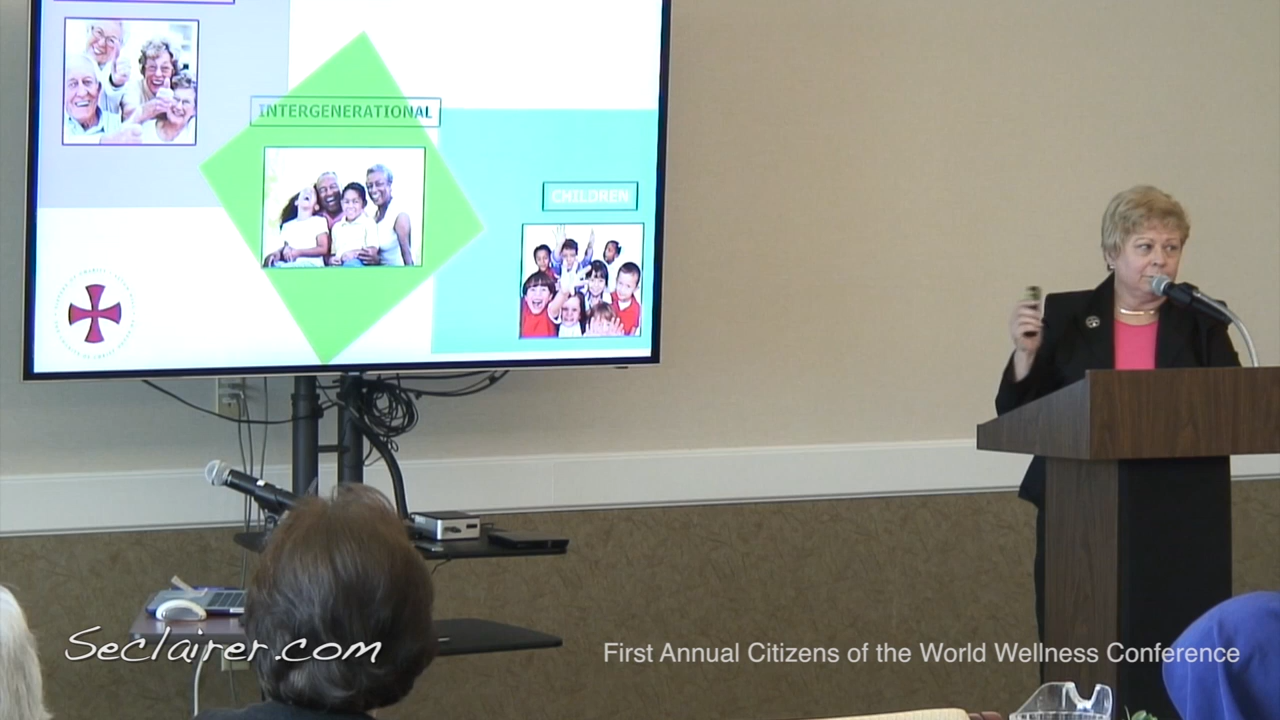 INTERGENERATIONAL
CHILDREN
Seclairer.com
First Annual Citizens of the World Wellness Conference